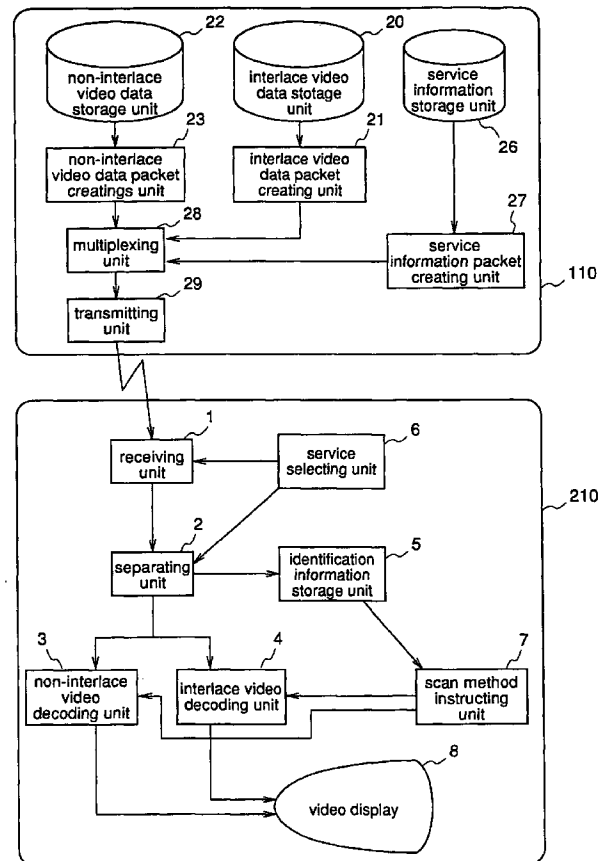 22
non-interlace
video data
storage unit
20
interlace video
data stotage
unit
service
information
storage unit
26
23
non-interlace
video data packet
creatings unit
21
interlace video
data packet
creating unit
28
multiplexing
unit
27
service
information packet
creating unit
29
transmitting
unit
110
1
receiving
unit
6
service
selecting unit
210
2
separating
unit
5
identification
information
storage unit
3
non-interlace
video
decoding unit
4
interlace video
decoding unit
7
scan method
instructing
unit
8
video display